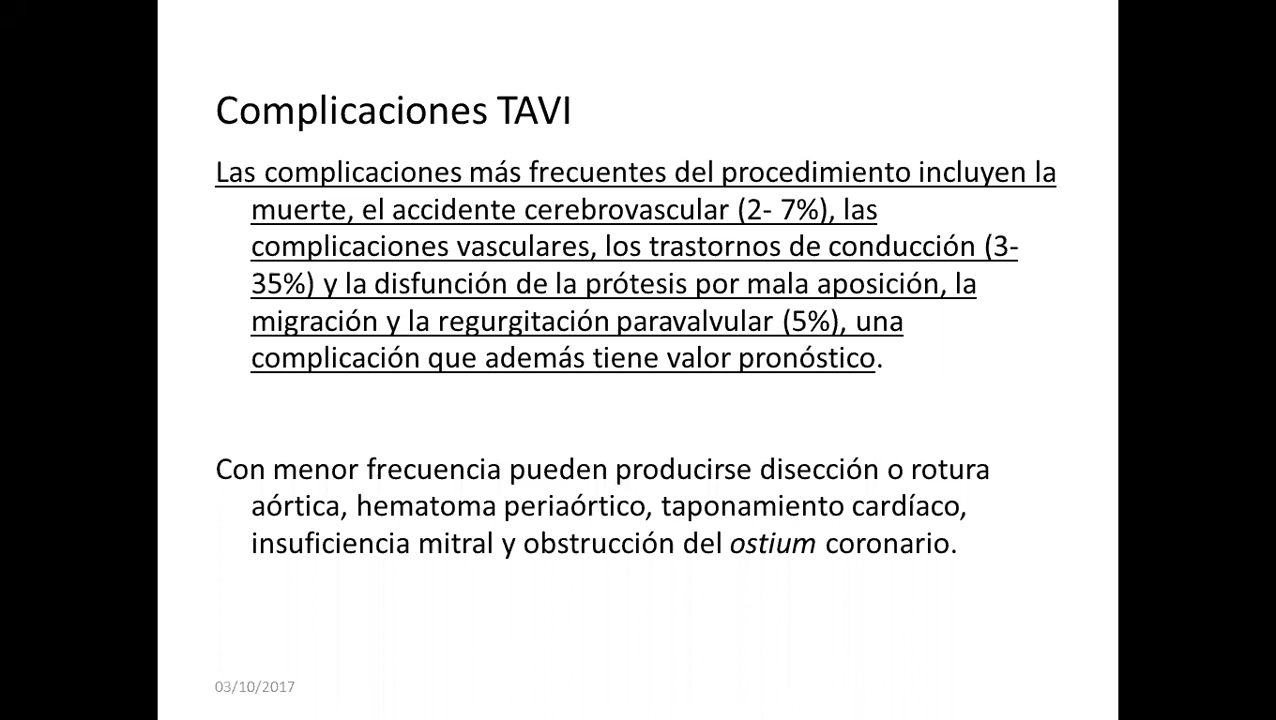 Complicaciones TAVI
Las complicaciones más frecuentes del procedimiento incluyen la
muerte, el accidente cerebrovascular (2- 7%), las
complicaciones vasculares, los trastornos de conducción (3-
35%) y la disfunción de la prótesis por mala aposición, la
migración y la regurgitación paravalvular (5%), una
complicación que además tiene valor pronóstico.
Con menor frecuencia pueden producirse disección o rotura
aórtica, hematoma periaórtico, taponamiento cardíaco,
insuficiencia mitral y obstrucción del ostium coronario.
03/10/2017